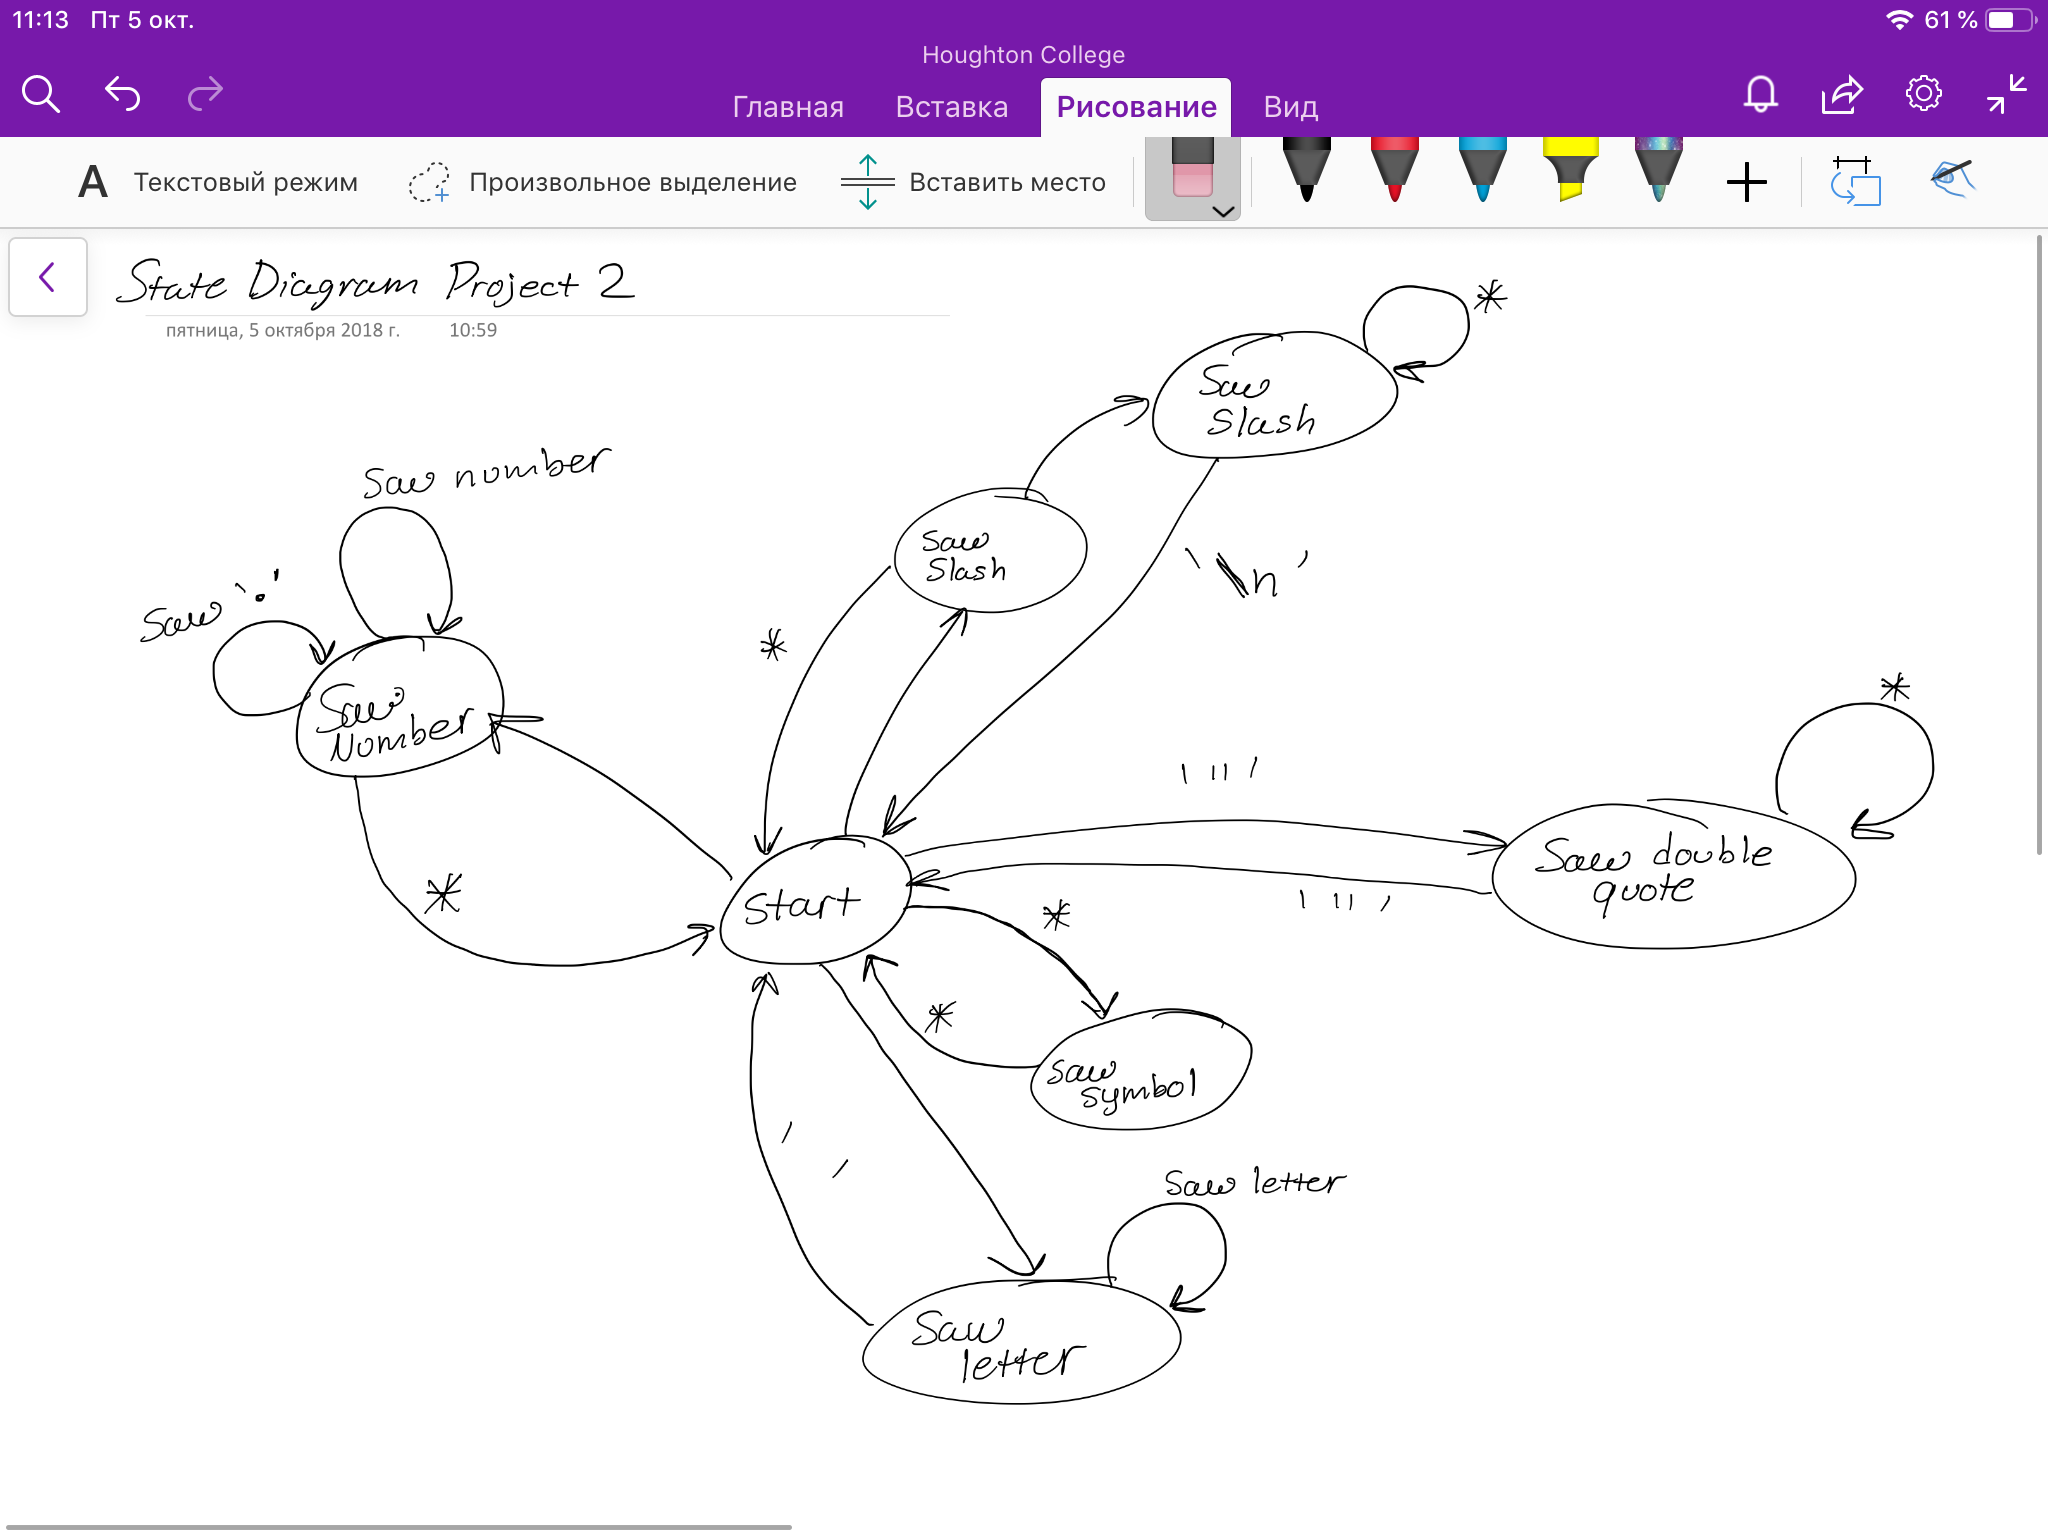 11:13 Пт 5 окт.
61 %
Houghton College
Главная Вставка Рисование Вид
A Текстовый режим Произвольное выделение Вставить место
State Diagram Project 2
пятница, 5 октября 2018 г. 10:59
*
Saw
Slash
Saw number
Saw
Slash
'\n'
Saw '.'
*
Saw
Number
*
'"'
Saw double
quote
*
Start
'"'
*
*
Saw
symbol
' '
Saw letter
Saw
letter